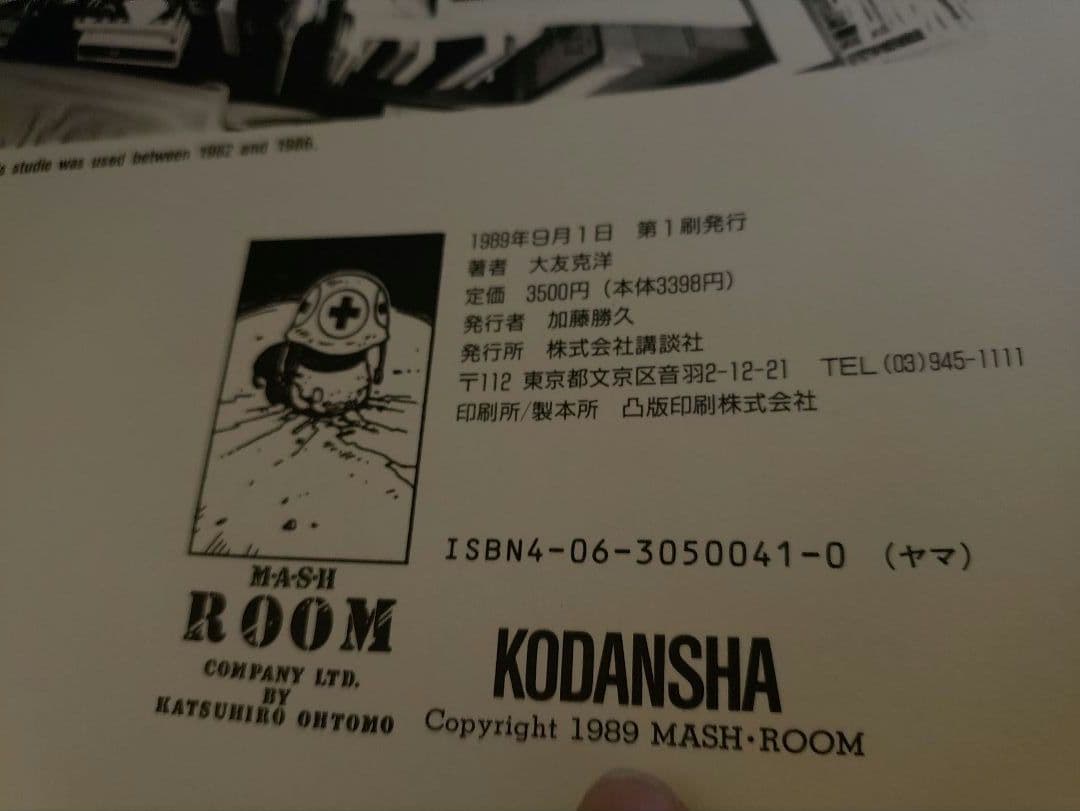 s studio was used between 1982 and 1986.
1989年9月1日　第1刷発行
著者　大友克洋
定価　3500円（本体3398円）
発行者　加藤勝久
発行所　株式会社講談社
〒112 東京都文京区音羽2-12-21　TEL(03)945-1111
印刷所/製本所　凸版印刷株式会社
ISBN4-06-3050041-0 （ヤマ）
M·A·S·H
ROOM
COMPANY LTD.
BY
KATSUHIRO OHTOMO
KODANSHA
Copyright 1989 MASH·ROOM